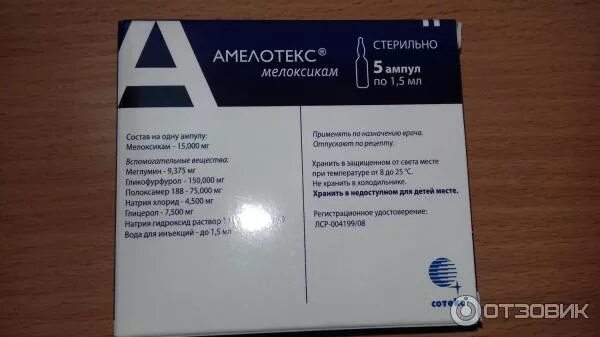 А
АМЕЛОТЕКС®
мелоксикам
СТЕРИЛЬНО
5 ампул
по 1,5 мл
Состав на одну ампулу:
Мелоксикам - 15,000 мг
Вспомогательные вещества:
Меглумин - 9,375 мг
Гликофурфурол - 150,000 мг
Полоксамер 188 - 75,000 мг
Натрия хлорид - 4,500 мг
Глицерол - 7,500 мг
Натрия гидроксид раствор 1
Вода для инъекций - до 1,5 мл
Применять по назначению врача.
Отпускают по рецепту.
Хранить в защищенном от света месте
при температуре от 8 до 25 °С.
Не хранить в холодильнике.
Хранить в недоступном для детей месте.
Регистрационное удостоверение:
ЛСР-004199/08
сотекс
ОТЗОВИК